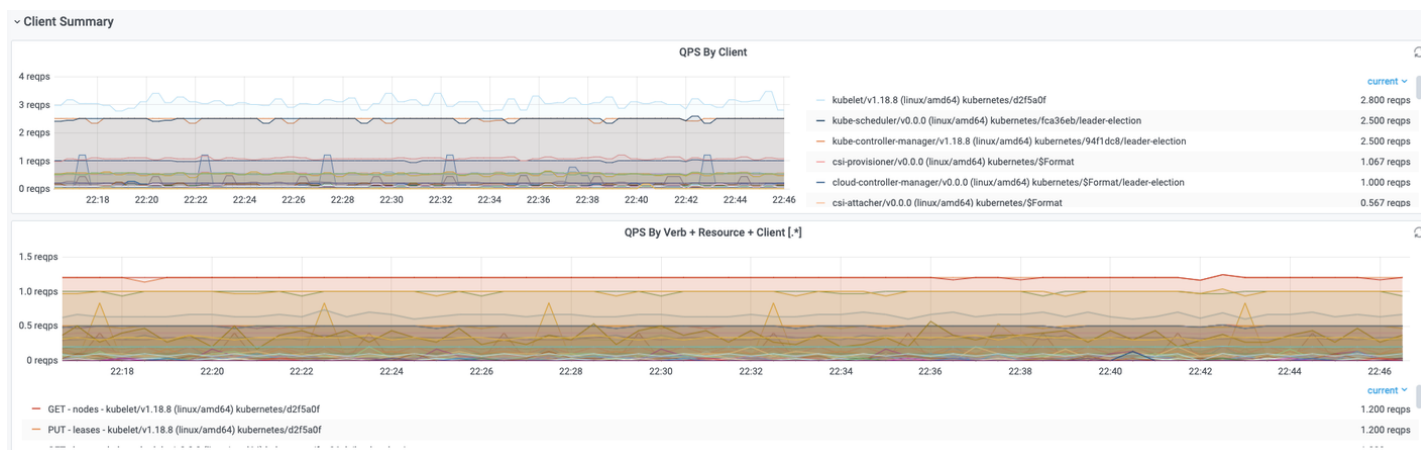 Client Summary
QPS By Client
4 reqps
3 reqps
2 reqps
1 reqps
0 reqps
22:18 22:20 22:22 22:24 22:26 22:28 22:30 22:32 22:34 22:36 22:38 22:40 22:42 22:44 22:46
current
kubelet/v1.18.8 (linux/amd64) kubernetes/d2f5a0f 2.800 reqps
kube-scheduler/v0.0.0 (linux/amd64) kubernetes/fca36eb/leader-election 2.500 reqps
kube-controller-manager/v1.18.8 (linux/amd64) kubernetes/94f1dc8/leader-election 2.500 reqps
csi-provisioner/v0.0.0 (linux/amd64) kubernetes/$Format 1.067 reqps
cloud-controller-manager/v0.0.0 (linux/amd64) kubernetes/$Format/leader-election 1.000 reqps
csi-attacher/v0.0.0 (linux/amd64) kubernetes/$Format 0.567 reqps
QPS By Verb + Resource + Client [.*]
1.5 reqps
1.0 reqps
0.5 reqps
0 reqps
22:18 22:20 22:22 22:24 22:26 22:28 22:30 22:32 22:34 22:36 22:38 22:40 22:42 22:44 22:46
current
GET - nodes - kubelet/v1.18.8 (linux/amd64) kubernetes/d2f5a0f 1.200 reqps
PUT - leases - kubelet/v1.18.8 (linux/amd64) kubernetes/d2f5a0f 1.200 reqps